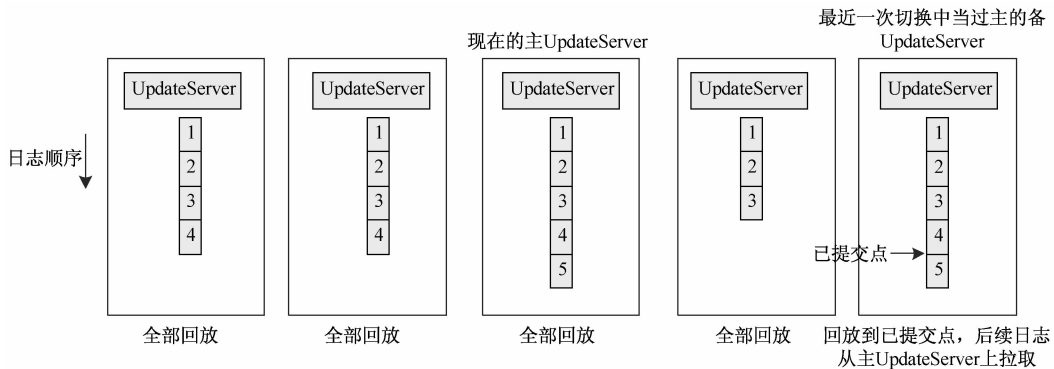 最近一次切换中当过主的备
现在的主UpdateServer
UpdateServer
UpdateServer
UpdateServer
UpdateServer
UpdateServer
UpdateServer
日志顺序
1
2
3
4
1
2
3
4
1
2
3
4
5
1
2
3
已提交点
1
2
3
4
5
全部回放
全部回放
全部回放
回放到已提交点，后续日志
从主UpdateServer上拉取